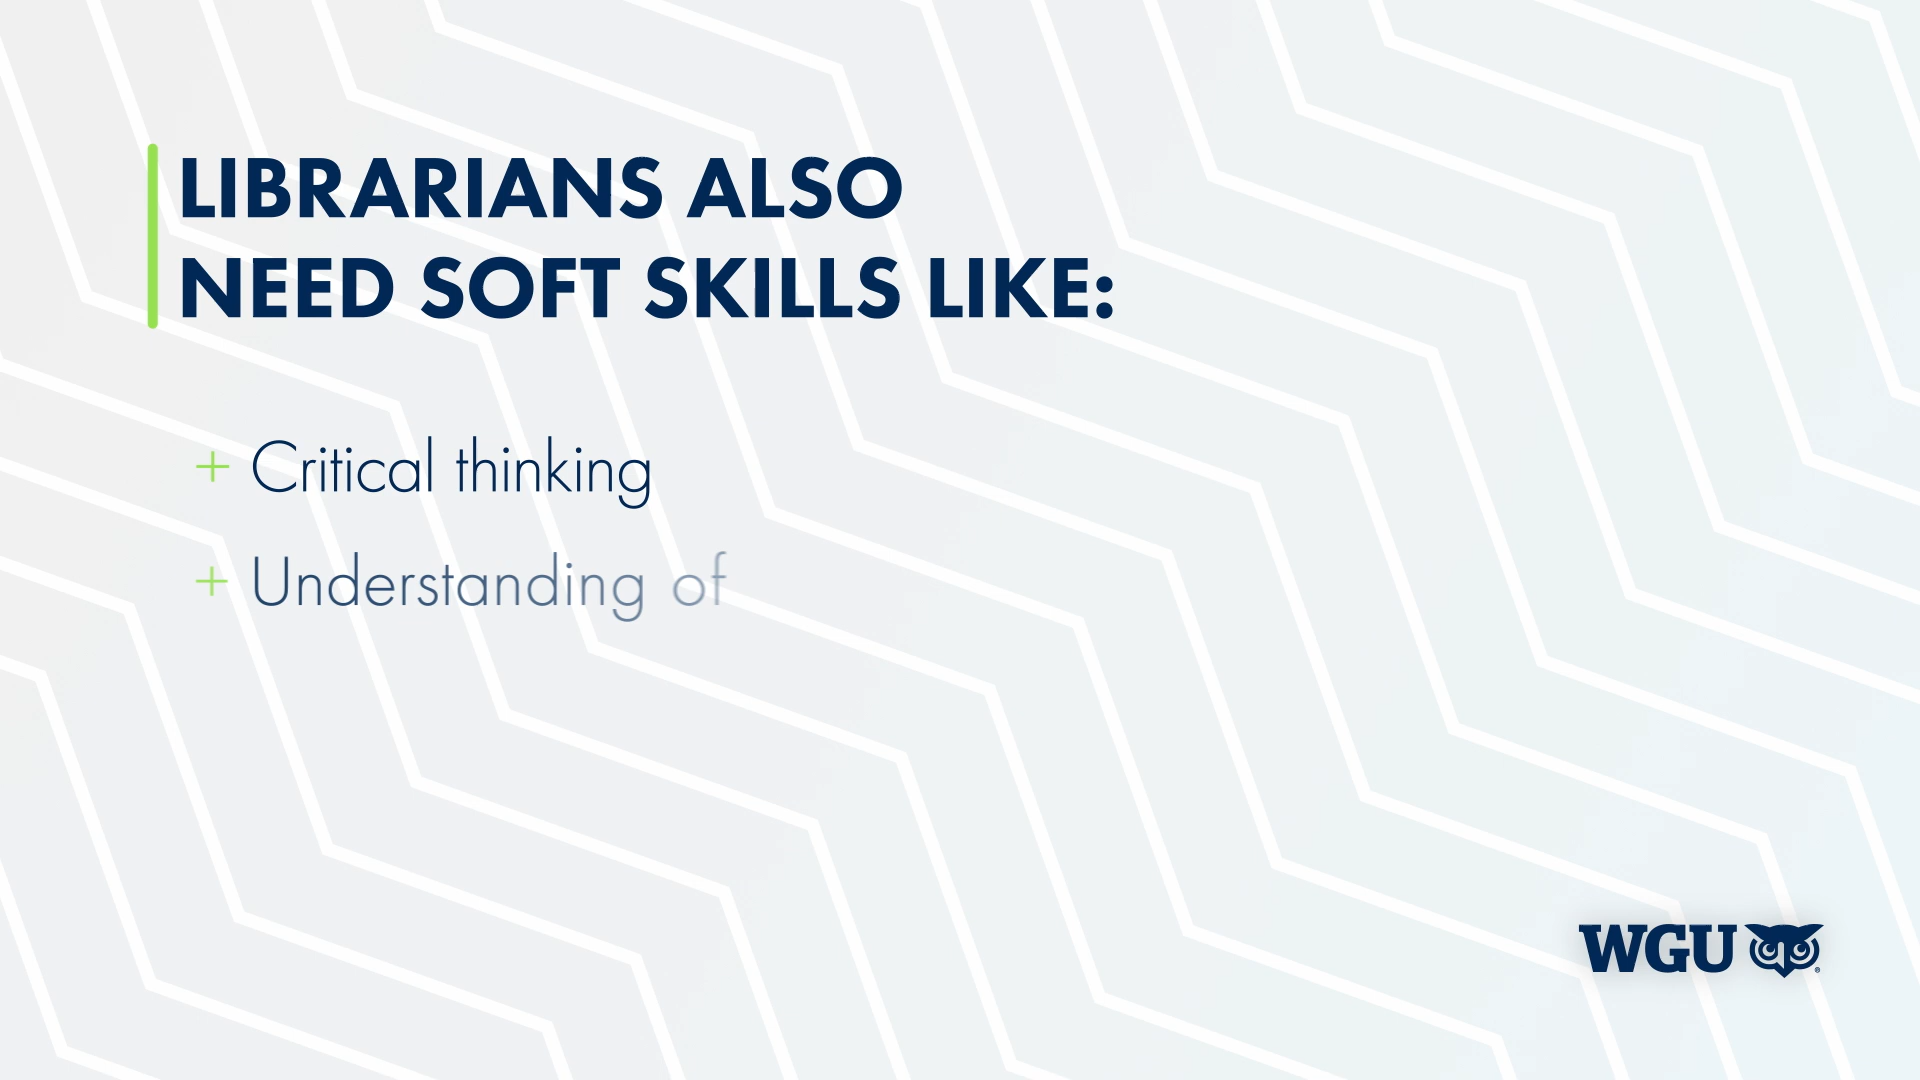 LIBRARIANS ALSO
NEED SOFT SKILLS LIKE:
+ Critical thinking
+ Understanding of
WGU